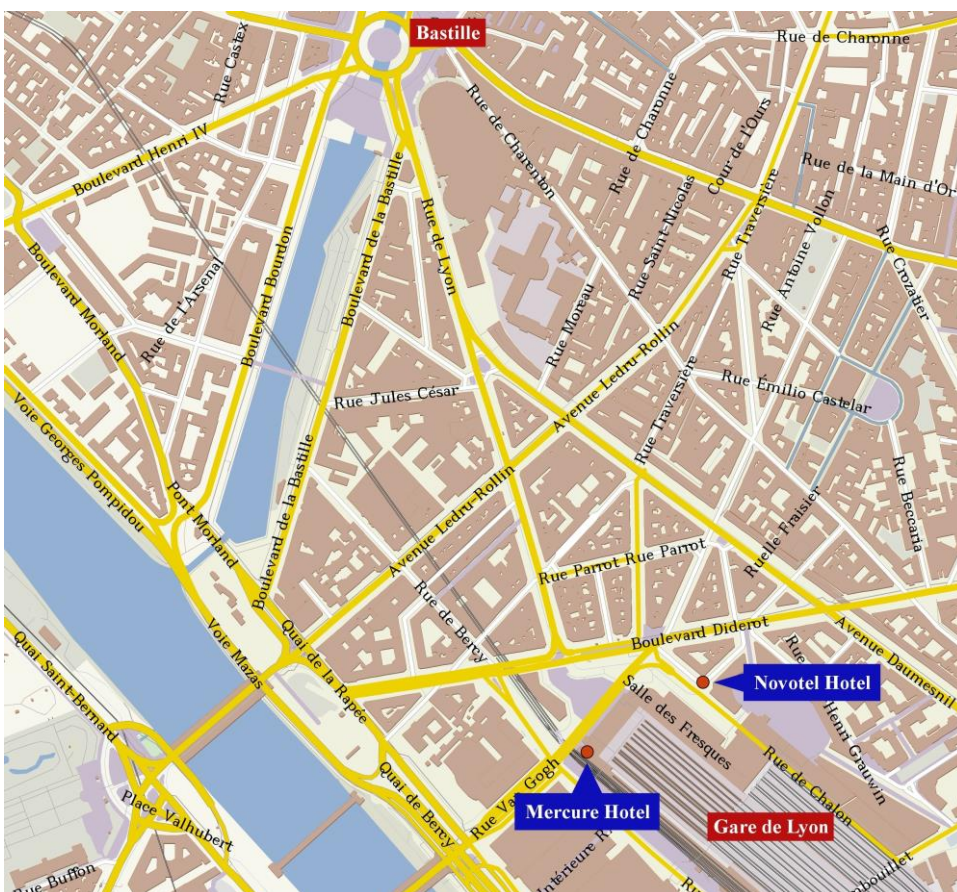 Bastille
Rue de Charonne
Rue Castex
Rue de Charenton
Rue de Charonne
Cour de l'Ours
Boulevard Henri IV
Rue de la Main d'Or
Boulevard de la Bastille
Rue de Lyon
Rue Saint-Nicolas
Rue Traversière
Rue Antoine Vollon
Rue Crozatier
Boulevard Morland
Rue de l'Arsenal
Boulevard Bourdon
Rue Moreau
Avenue Ledru-Rollin
Rue Jules César
Rue Émilio Castelar
Rue Traversière
Voie Georges Pompidou
Pont Morland
Boulevard de la Bastille
Avenue Ledru-Rollin
Ruelle Fraisier
Rue Beccaria
Rue Parrot Rue Parrot
Rue de Bercy
Boulevard Diderot
Avenue Daumesnil
Quai Saint-Bernard
Voie Mazas
Quai de la Rapée
Novotel Hotel
Salle des Fresques
Henri Grauwin
Rue Van Gogh
Quai de Bercy
Rue de Chalon
Mercure Hotel
Gare de Lyon
Place Valhubert
Rue Buffon
Intérieure